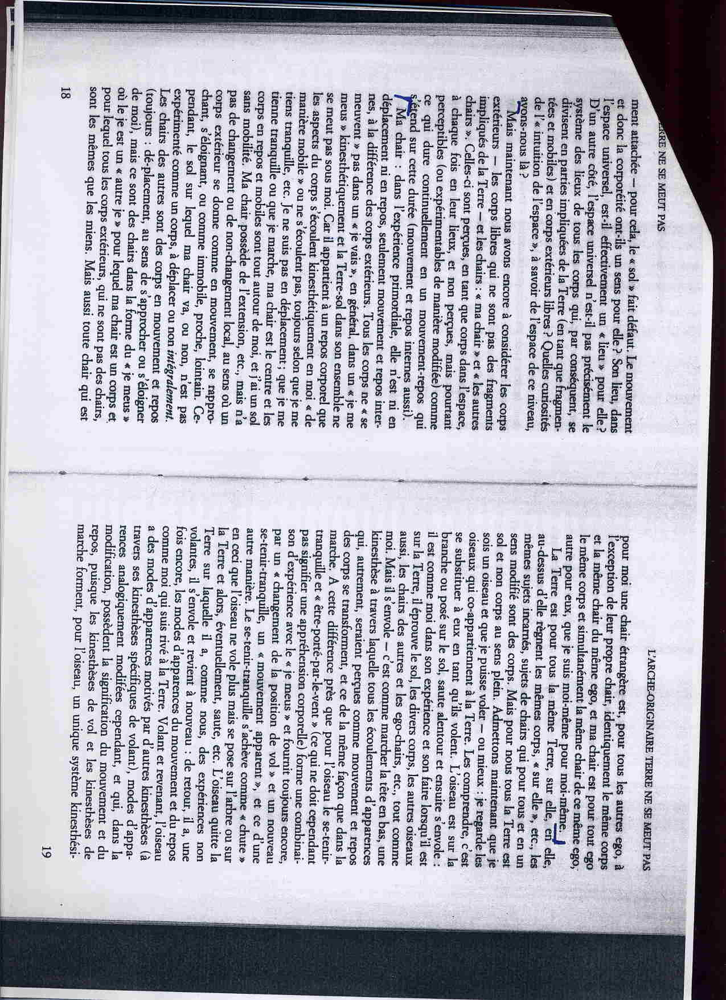 ERRE NE SE MEUT PAS
ment attachée — pour cela, le « sol » fait défaut. Le mouvement
et donc la corporéité ont-ils un sens pour elle ? Son lieu, dans
l'espace universel, est-il effectivement un « lieu » pour elle ?
D'un autre côté, l'espace universel n'est-il pas précisément le
système des lieux de tous les corps qui, par conséquent, se
divisent en parties impliquées de la Terre (en tant que fragmen-
tées et mobiles) et en corps extérieurs libres ? Quelles curiosités
de l'« intuition de l'espace », à savoir de l'espace de ce niveau,
avons-nous là ?
Mais maintenant nous avons encore à considérer les corps
extérieurs — les corps libres qui ne sont pas des fragments
impliqués de la Terre — et les chairs : « ma chair » et « les autres
chairs ». Celles-ci sont perçues, en tant que corps dans l'espace,
à chaque fois en leur lieux, et non perçues, mais pourtant
perceptibles (ou expérimentables de manière modifiée) comme
ce qui dure continuellement en un mouvement-repos qui
s'étend sur cette durée (mouvement et repos internes aussi).
Ma chair : dans l'expérience primordiale, elle n'est ni en
déplacement ni en repos, seulement mouvement et repos inter-
nes, à la différence des corps extérieurs. Tous les corps ne « se
meuvent » pas dans un « je vais », en général, dans un « je me
meus » kinesthétiquement et la Terre-sol dans son ensemble ne
se meut pas sous moi. Car il appartient à un repos corporel que
les aspects du corps s'écoulent kinesthétiquement en moi « de
manière mobile » ou ne s'écoulent pas, toujours selon que je me
tiens tranquille, etc. Je ne suis pas en déplacement ; que je me
tienne tranquille ou que je marche, ma chair est le centre et les
corps en repos et mobiles sont tout autour de moi, et j'ai un sol
sans mobilité. Ma chair possède de l'extension, etc., mais n'a
pas de changement ou de non-changement local, au sens où un
corps extérieur se donne comme en mouvement, se rappro-
chant, s'éloignant, ou comme immobile, proche, lointain. Ce-
pendant, le sol sur lequel ma chair va, ou non, n'est pas
expérimenté comme un corps, à déplacer ou non intégralement.
Les chairs des autres sont des corps en mouvement et repos
(toujours : dé-placement, au sens de s'approcher ou s'éloigner
de moi), mais ce sont des chairs dans la forme du « je meus »
où le je est un « autre je » pour lequel ma chair est un corps et
pour lequel tous les corps extérieurs, qui ne sont pas des chairs,
sont les mêmes que les miens. Mais aussi toute chair qui est
18
L'ARCHE-ORIGINAIRE TERRE NE SE MEUT PAS
pour moi une chair étrangère est, pour tous les autres ego, à
l'exception de leur propre chair, identiquement le même corps
et la même chair du même ego, et ma chair est pour tout ego
le même corps et simultanément la même chair de ce même ego,
autre pour eux, que je suis moi-même pour moi-même.
La Terre est pour tous la même Terre, sur elle, en elle,
au-dessus d'elle règnent les mêmes corps, « sur elle », etc., les
mêmes sujets incarnés, sujets de chairs qui pour tous et en un
sens modifié sont des corps. Mais pour nous tous la Terre est
sol et non corps au sens plein. Admettons maintenant que je
sois un oiseau et que je puisse voler — ou mieux : je regarde les
oiseaux qui co-appartiennent à la Terre. Les comprendre, c'est
se substituer à eux en tant qu'ils volent. L'oiseau est sur la
branche ou posé sur le sol, saute alentour et ensuite s'envole :
il est comme moi dans son expérience et son faire lorsqu'il est
sur la Terre, il éprouve le sol, les divers corps, les autres oiseaux
aussi, les chairs des autres et les ego-chairs, etc., tout comme
moi. Mais il s'envole — c'est comme marcher la tête en bas, une
kinesthèse à travers laquelle tous les écoulements d'apparences
qui, autrement, seraient perçues comme mouvement et repos
des corps se transforment, et ce de la même façon que dans la
marche. A cette différence près que pour l'oiseau le se-tenir-
tranquille et « être-porté-par-le-vent » (ce qui ne doit cependant
pas signifier une appréhension corporelle) forme une combinai-
son d'expérience avec le « je meus » et fournit toujours encore,
par un « changement de la position de vol » et un nouveau
se-tenir-tranquille, un « mouvement apparent », et ce d'une
autre manière. Le se-tenir-tranquille s'achève comme « chute »
en ceci que l'oiseau ne vole plus mais se pose sur l'arbre ou sur
la Terre et alors, éventuellement, saute, etc. L'oiseau quitte la
Terre sur laquelle il a, comme nous, des expériences non
volantes, il s'envole et revient à nouveau : de retour, il a, une
fois encore, les modes d'apparences du mouvement et du repos
comme moi qui suis rivé à la Terre. Volant et revenant, l'oiseau
a des modes d'apparences motivés par d'autres kinesthèses (à
travers ses kinesthèses spécifiques de volant), modes d'appa-
rences analogiquement modifées cependant, et qui, dans la
modification, possèdent la signification du mouvement et du
repos, puisque les kinesthèses de vol et les kinesthèses de
marche forment, pour l'oiseau, un unique système kinesthési-
19